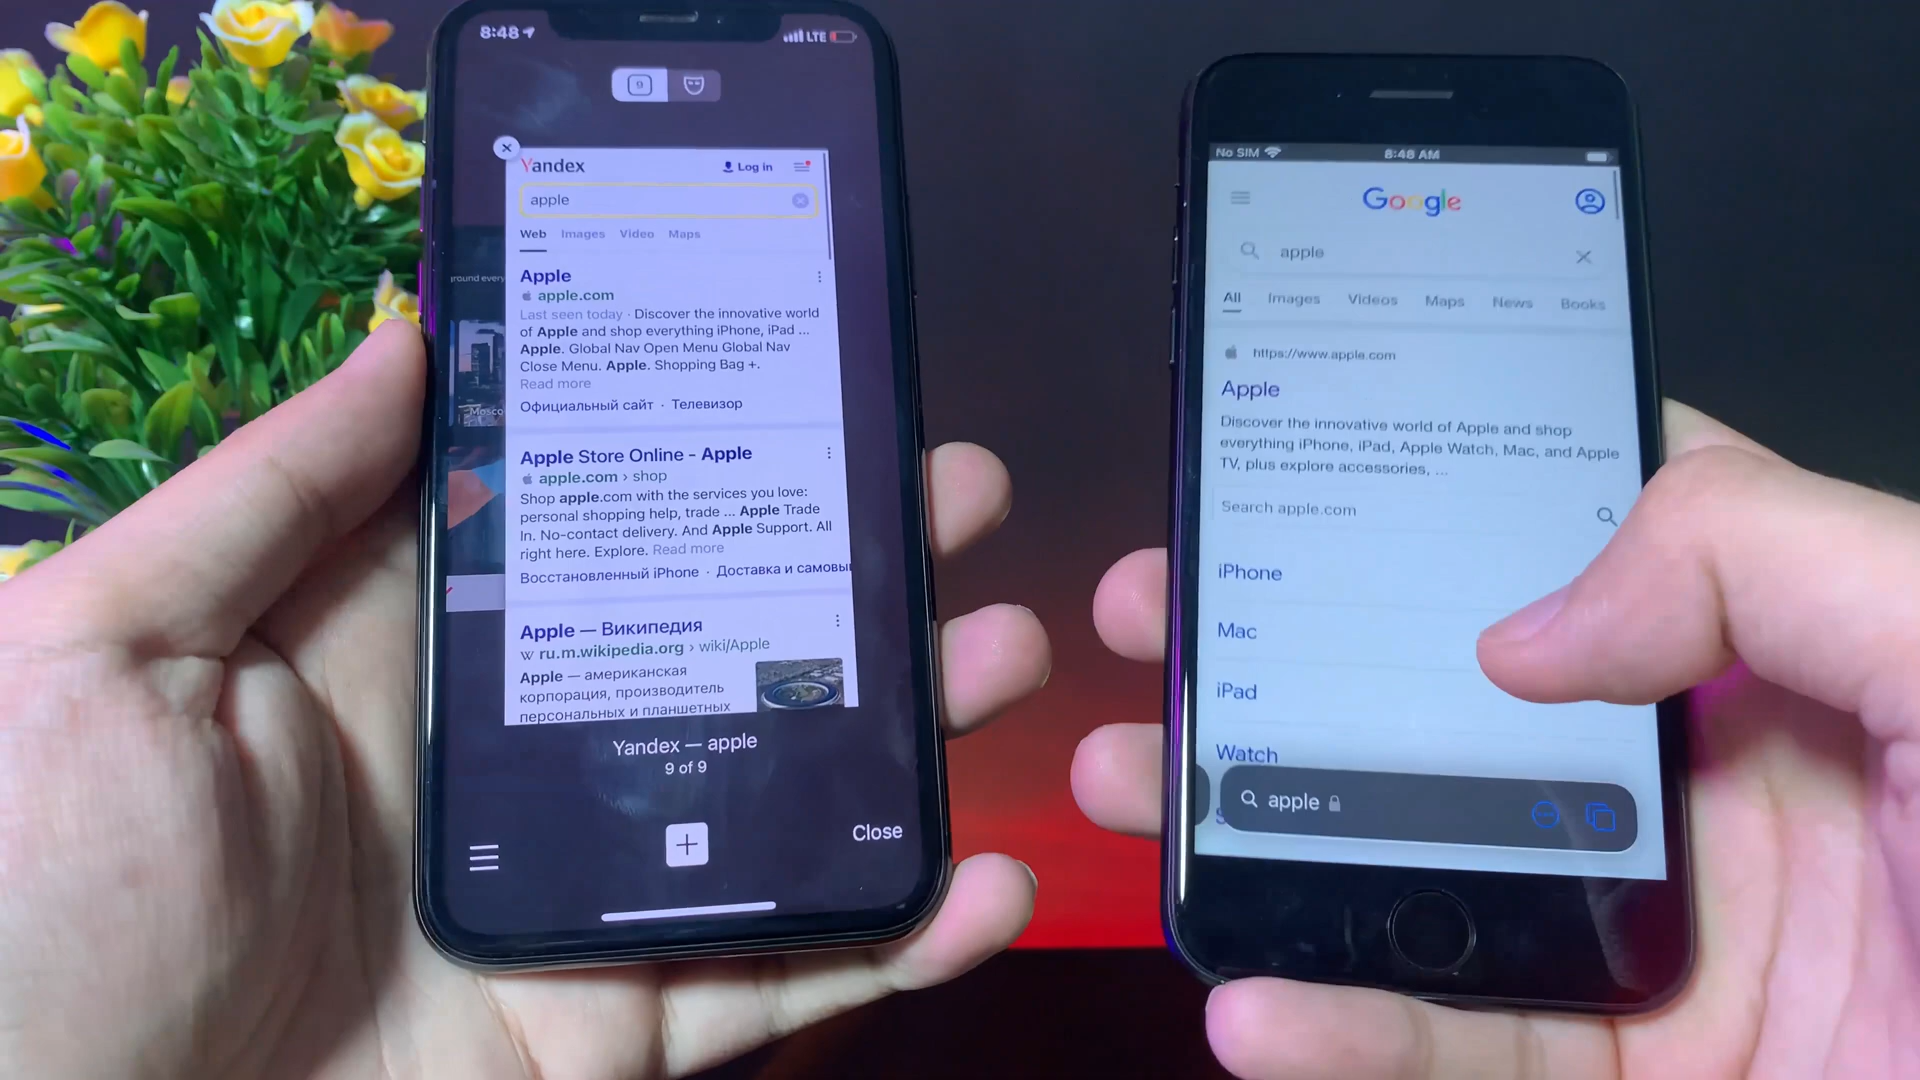 8:48
LTE
9
Yandex
Log in
apple
Web Images Video Maps
Apple
apple.com
Last seen today · Discover the innovative world
of Apple and shop everything iPhone, iPad ...
Apple. Global Nav Open Menu Global Nav
Close Menu. Apple. Shopping Bag +.
Read more
Официальный сайт · Телевизор
Apple Store Online - Apple
apple.com › shop
Shop apple.com with the services you love:
personal shopping help, trade ... Apple Trade
In. No-contact delivery. And Apple Support. All
right here. Explore. Read more
Восстановленный iPhone · Доставка и самовы
Apple — Википедия
W ru.m.wikipedia.org › wiki/Apple
Apple — американская
корпорация, производитель
персональных и планшетных
Yandex — apple
9 of 9
Close
round every
Mosco
No SIM
8:48 AM
Google
apple
All Images Videos Maps News Books
https://www.apple.com
Apple
Discover the innovative world of Apple and shop
everything iPhone, iPad, Apple Watch, Mac, and Apple
TV, plus explore accessories, ...
Search apple.com
iPhone
Mac
iPad
Watch
apple